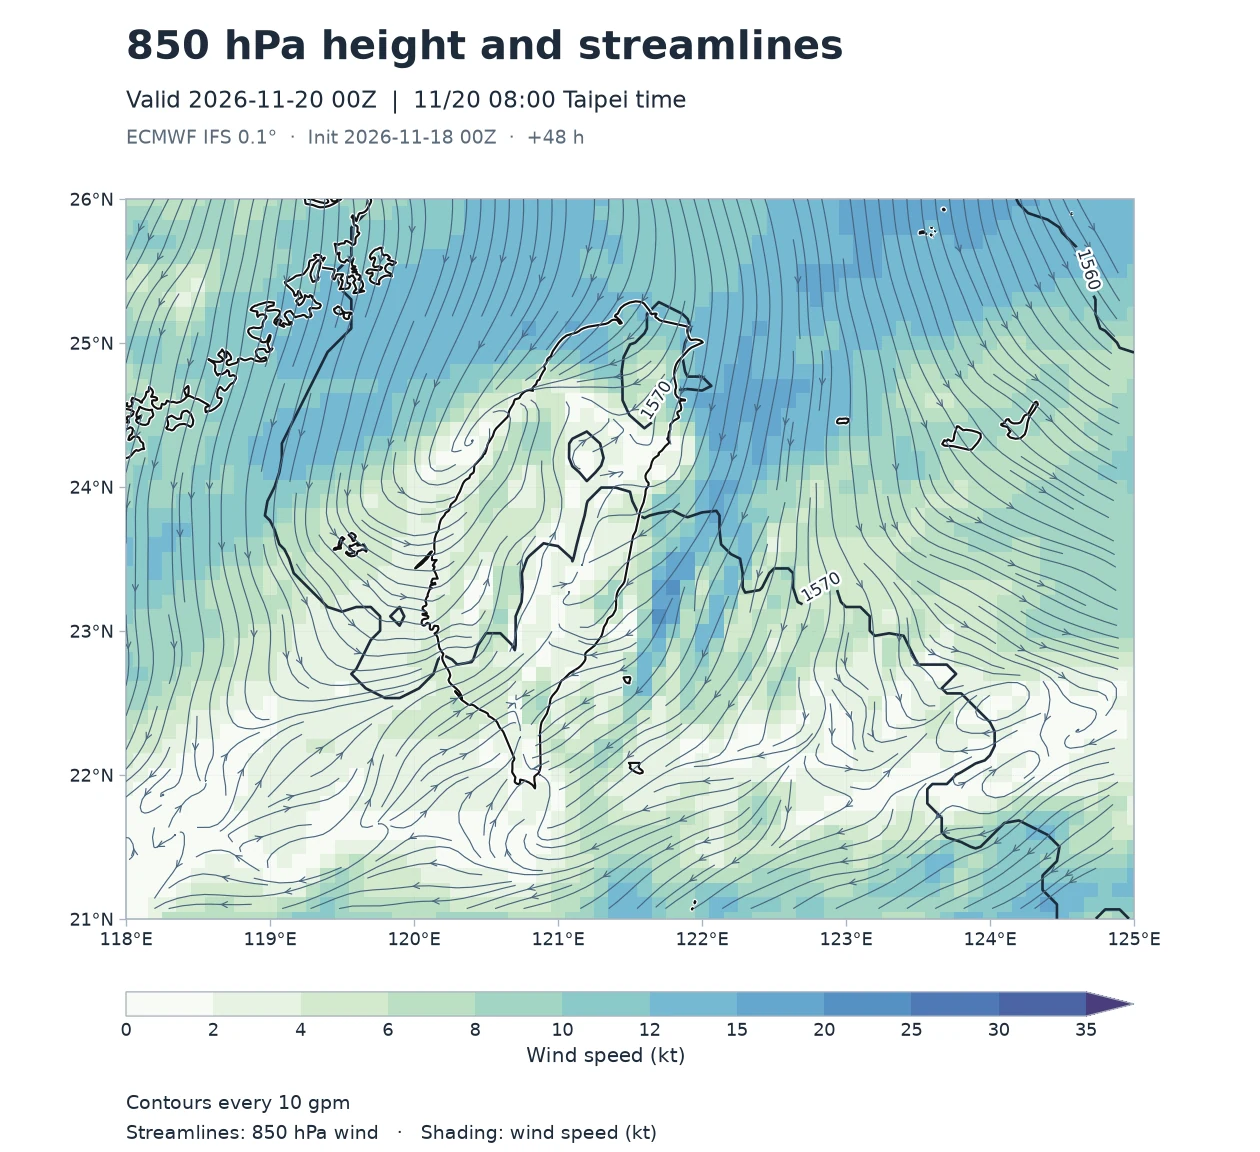 850 hPa height and streamlines
Valid 2026-11-20 00Z | 11/20 08:00 Taipei time
ECMWF IFS 0.1° · Init 2026-11-18 00Z · +48 h
26°N
1560
25°N
1570
24°N
1570
23°N
22°N
21°N
118°E 119°E 120°E 121°E 122°E 123°E 124°E 125°E
0 2 4 6 8 10 12 15 20 25 30 35
Wind speed (kt)
Contours every 10 gpm
Streamlines: 850 hPa wind · Shading: wind speed (kt)